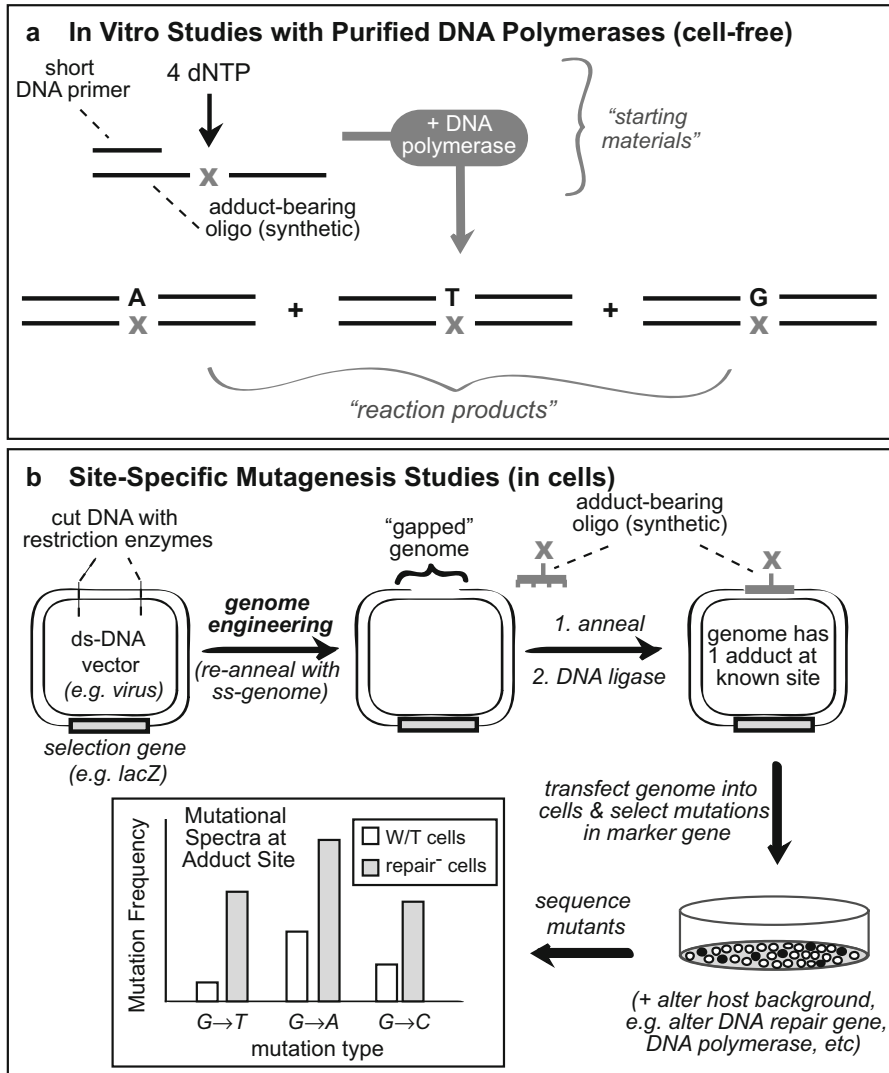 a In Vitro Studies with Purified DNA Polymerases (cell-free)
short
DNA primer
4 dNTP
+ DNA
polymerase
"starting
materials"
X
adduct-bearing
oligo (synthetic)
A
X
+
T
X
+
G
X
"reaction products"
b Site-Specific Mutagenesis Studies (in cells)
cut DNA with
restriction enzymes
ds-DNA
vector
(e.g. virus)
selection gene
(e.g. lacZ)
genome
engineering
(re-anneal with
ss-genome)
"gapped"
genome
adduct-bearing
oligo (synthetic)
X
X
1. anneal
2. DNA ligase
genome has
1 adduct at
known site
transfect genome into
cells & select mutations
in marker gene
(+ alter host background,
e.g. alter DNA repair gene,
DNA polymerase, etc)
sequence
mutants
Mutational
Spectra at
Adduct Site
W/T cells
repair⁻ cells
Mutation Frequency
G→T G→A G→C
mutation type